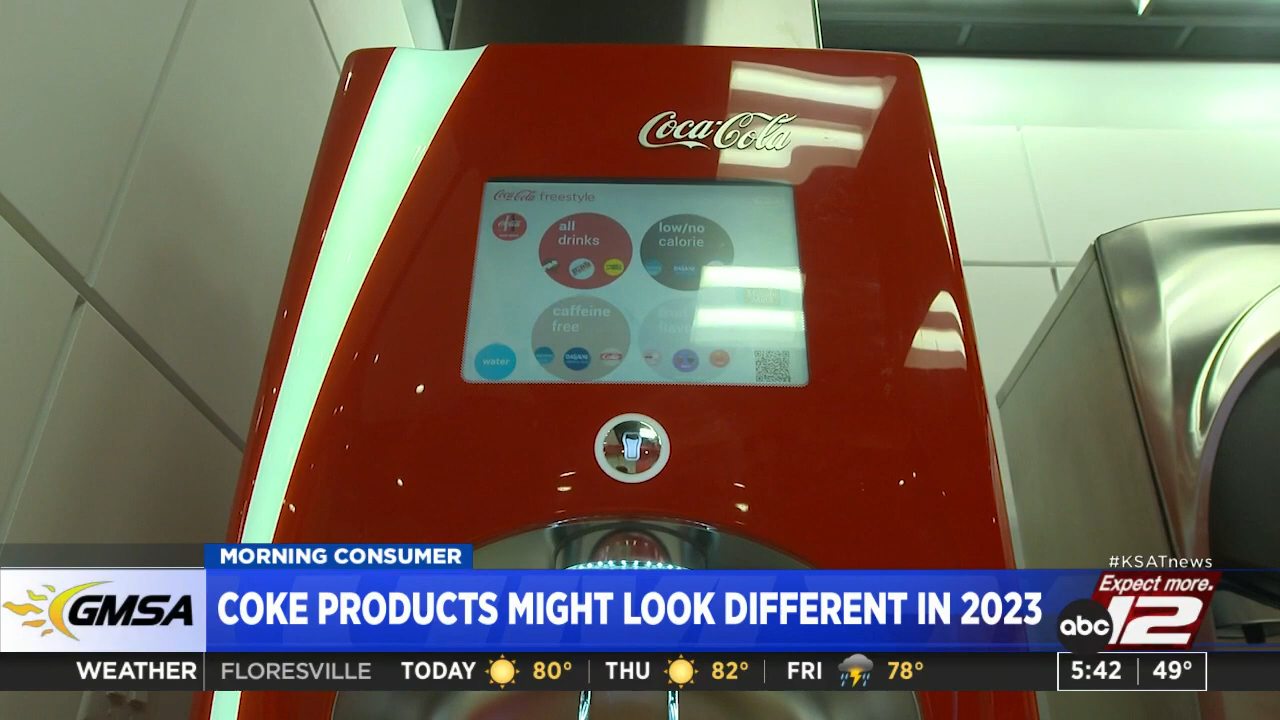 Coca-Cola
Coca-Cola freestyle
all
drinks
low/no
calorie
caffeine
free
water
DASANI
MORNING CONSUMER
#KSATnews
GMSA
COKE PRODUCTS MIGHT LOOK DIFFERENT IN 2023
Expect more.
abc 12
WEATHER FLORESVILLE TODAY 80° THU 82° FRI 78°
5:42 49°